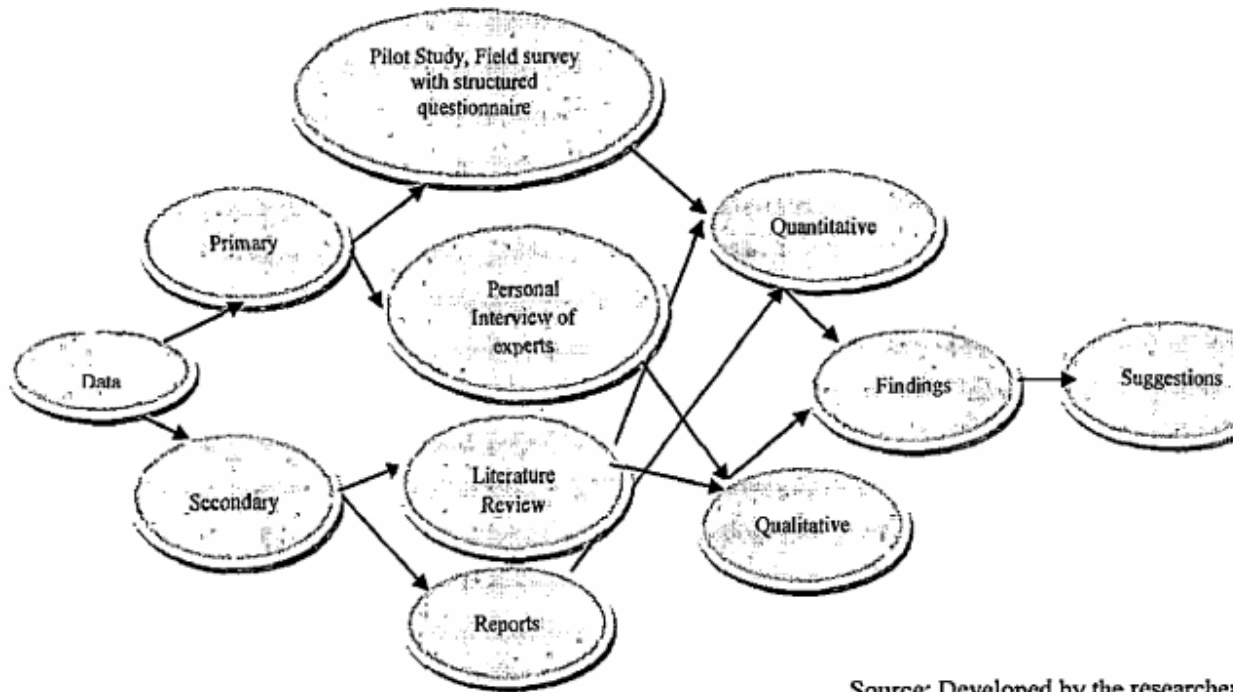 Pilot Study, Field survey
with structured
questionnaire
Primary
Quantitative
Personal
Interview of
experts
Data
Findings
Suggestions
Secondary
Literature
Review
Qualitative
Reports
Source: Developed by the researcher